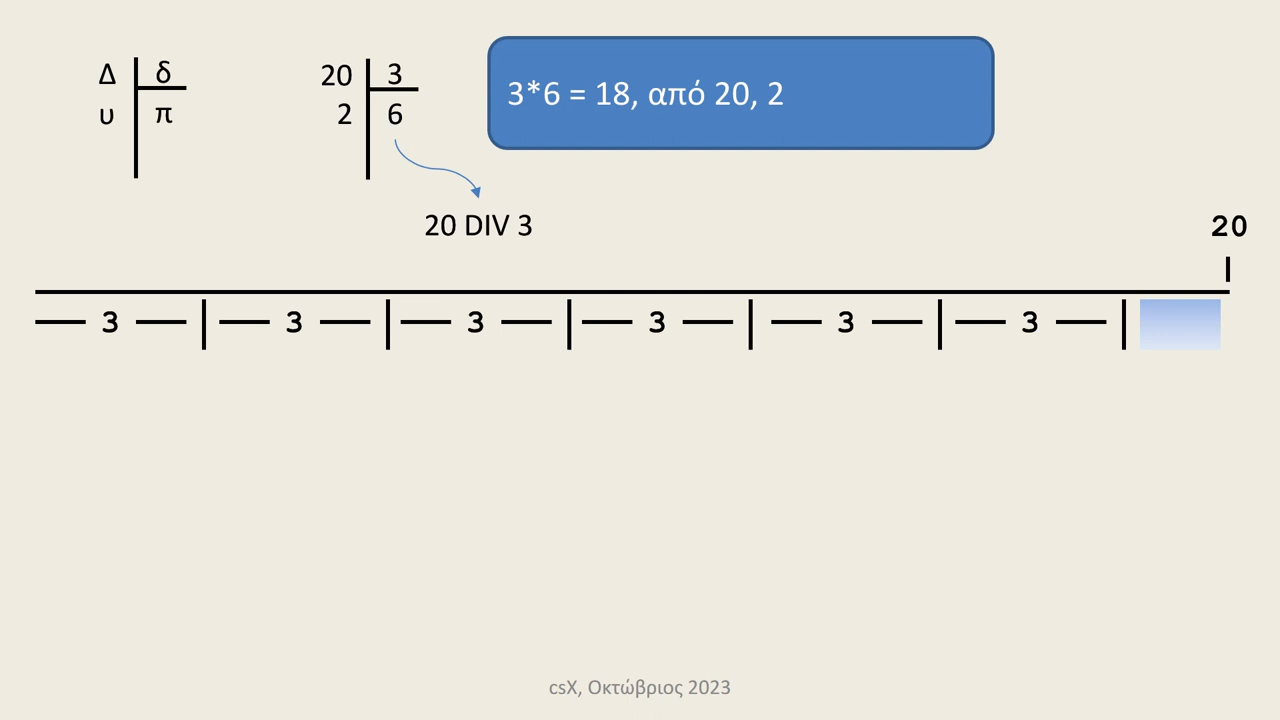 Δ δ
υ π
20 3
2 6
3*6 = 18, από 20, 2
20 DIV 3
20
3 3 3 3 3 3
csX, Οκτώβριος 2023